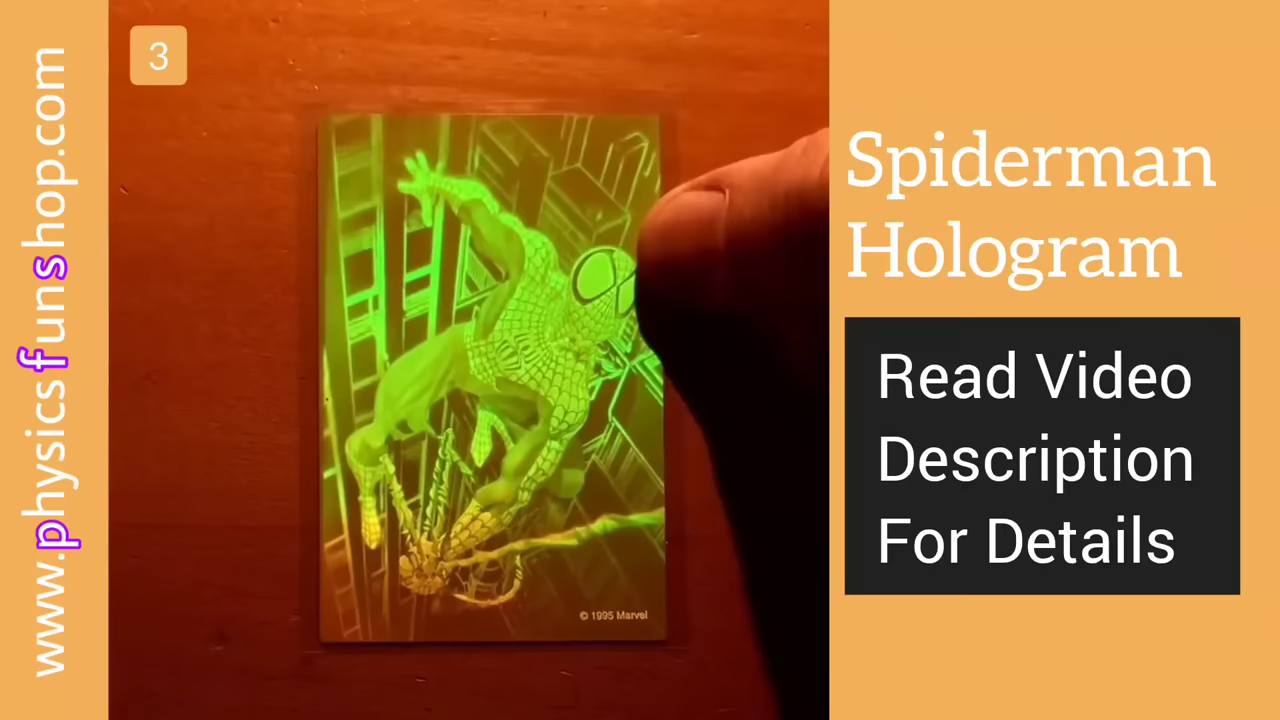 www.physicsfunshop.com
3
Spiderman
Hologram
Read Video
Description
For Details
© 1995 Marvel